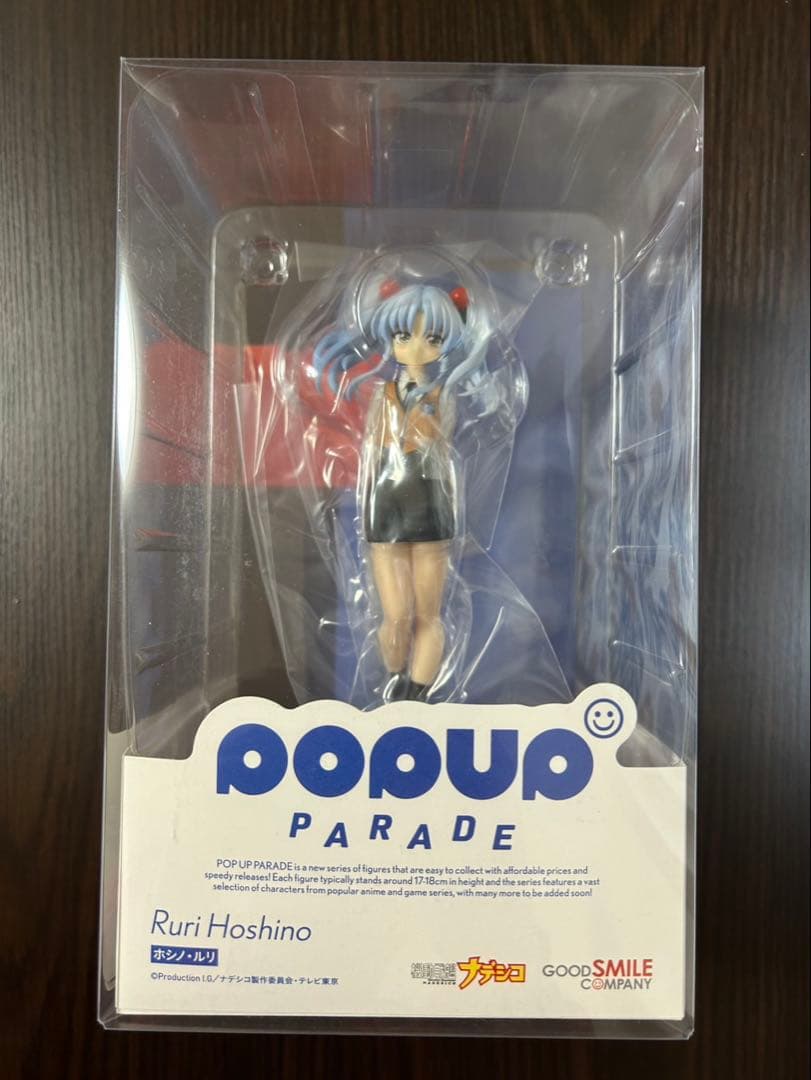 POPUP
PARADE
POP UP PARADE is a new series of figures that are easy to collect with affordable prices and
speedy releases! Each figure typically stands around 17-18cm in height and the series features a vast
selection of characters from popular anime and game series, with many more to be added soon!
Ruri Hoshino
ホシノ・ルリ
©Production I.G/ナデシコ製作委員会・テレビ東京
機動戦艦ナデシコ
GOOD SMILE
COMPANY